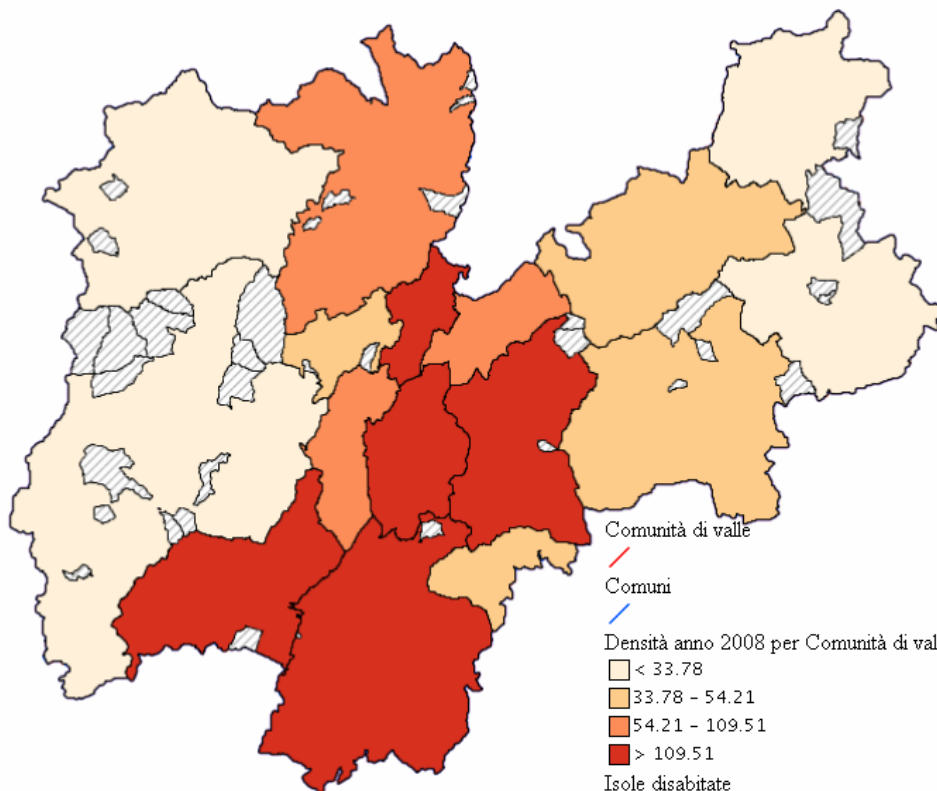 Comunità di valle
Comuni
Densità anno 2008 per Comunità di val
< 33.78
33.78 – 54.21
54.21 – 109.51
> 109.51
Isole disabitate